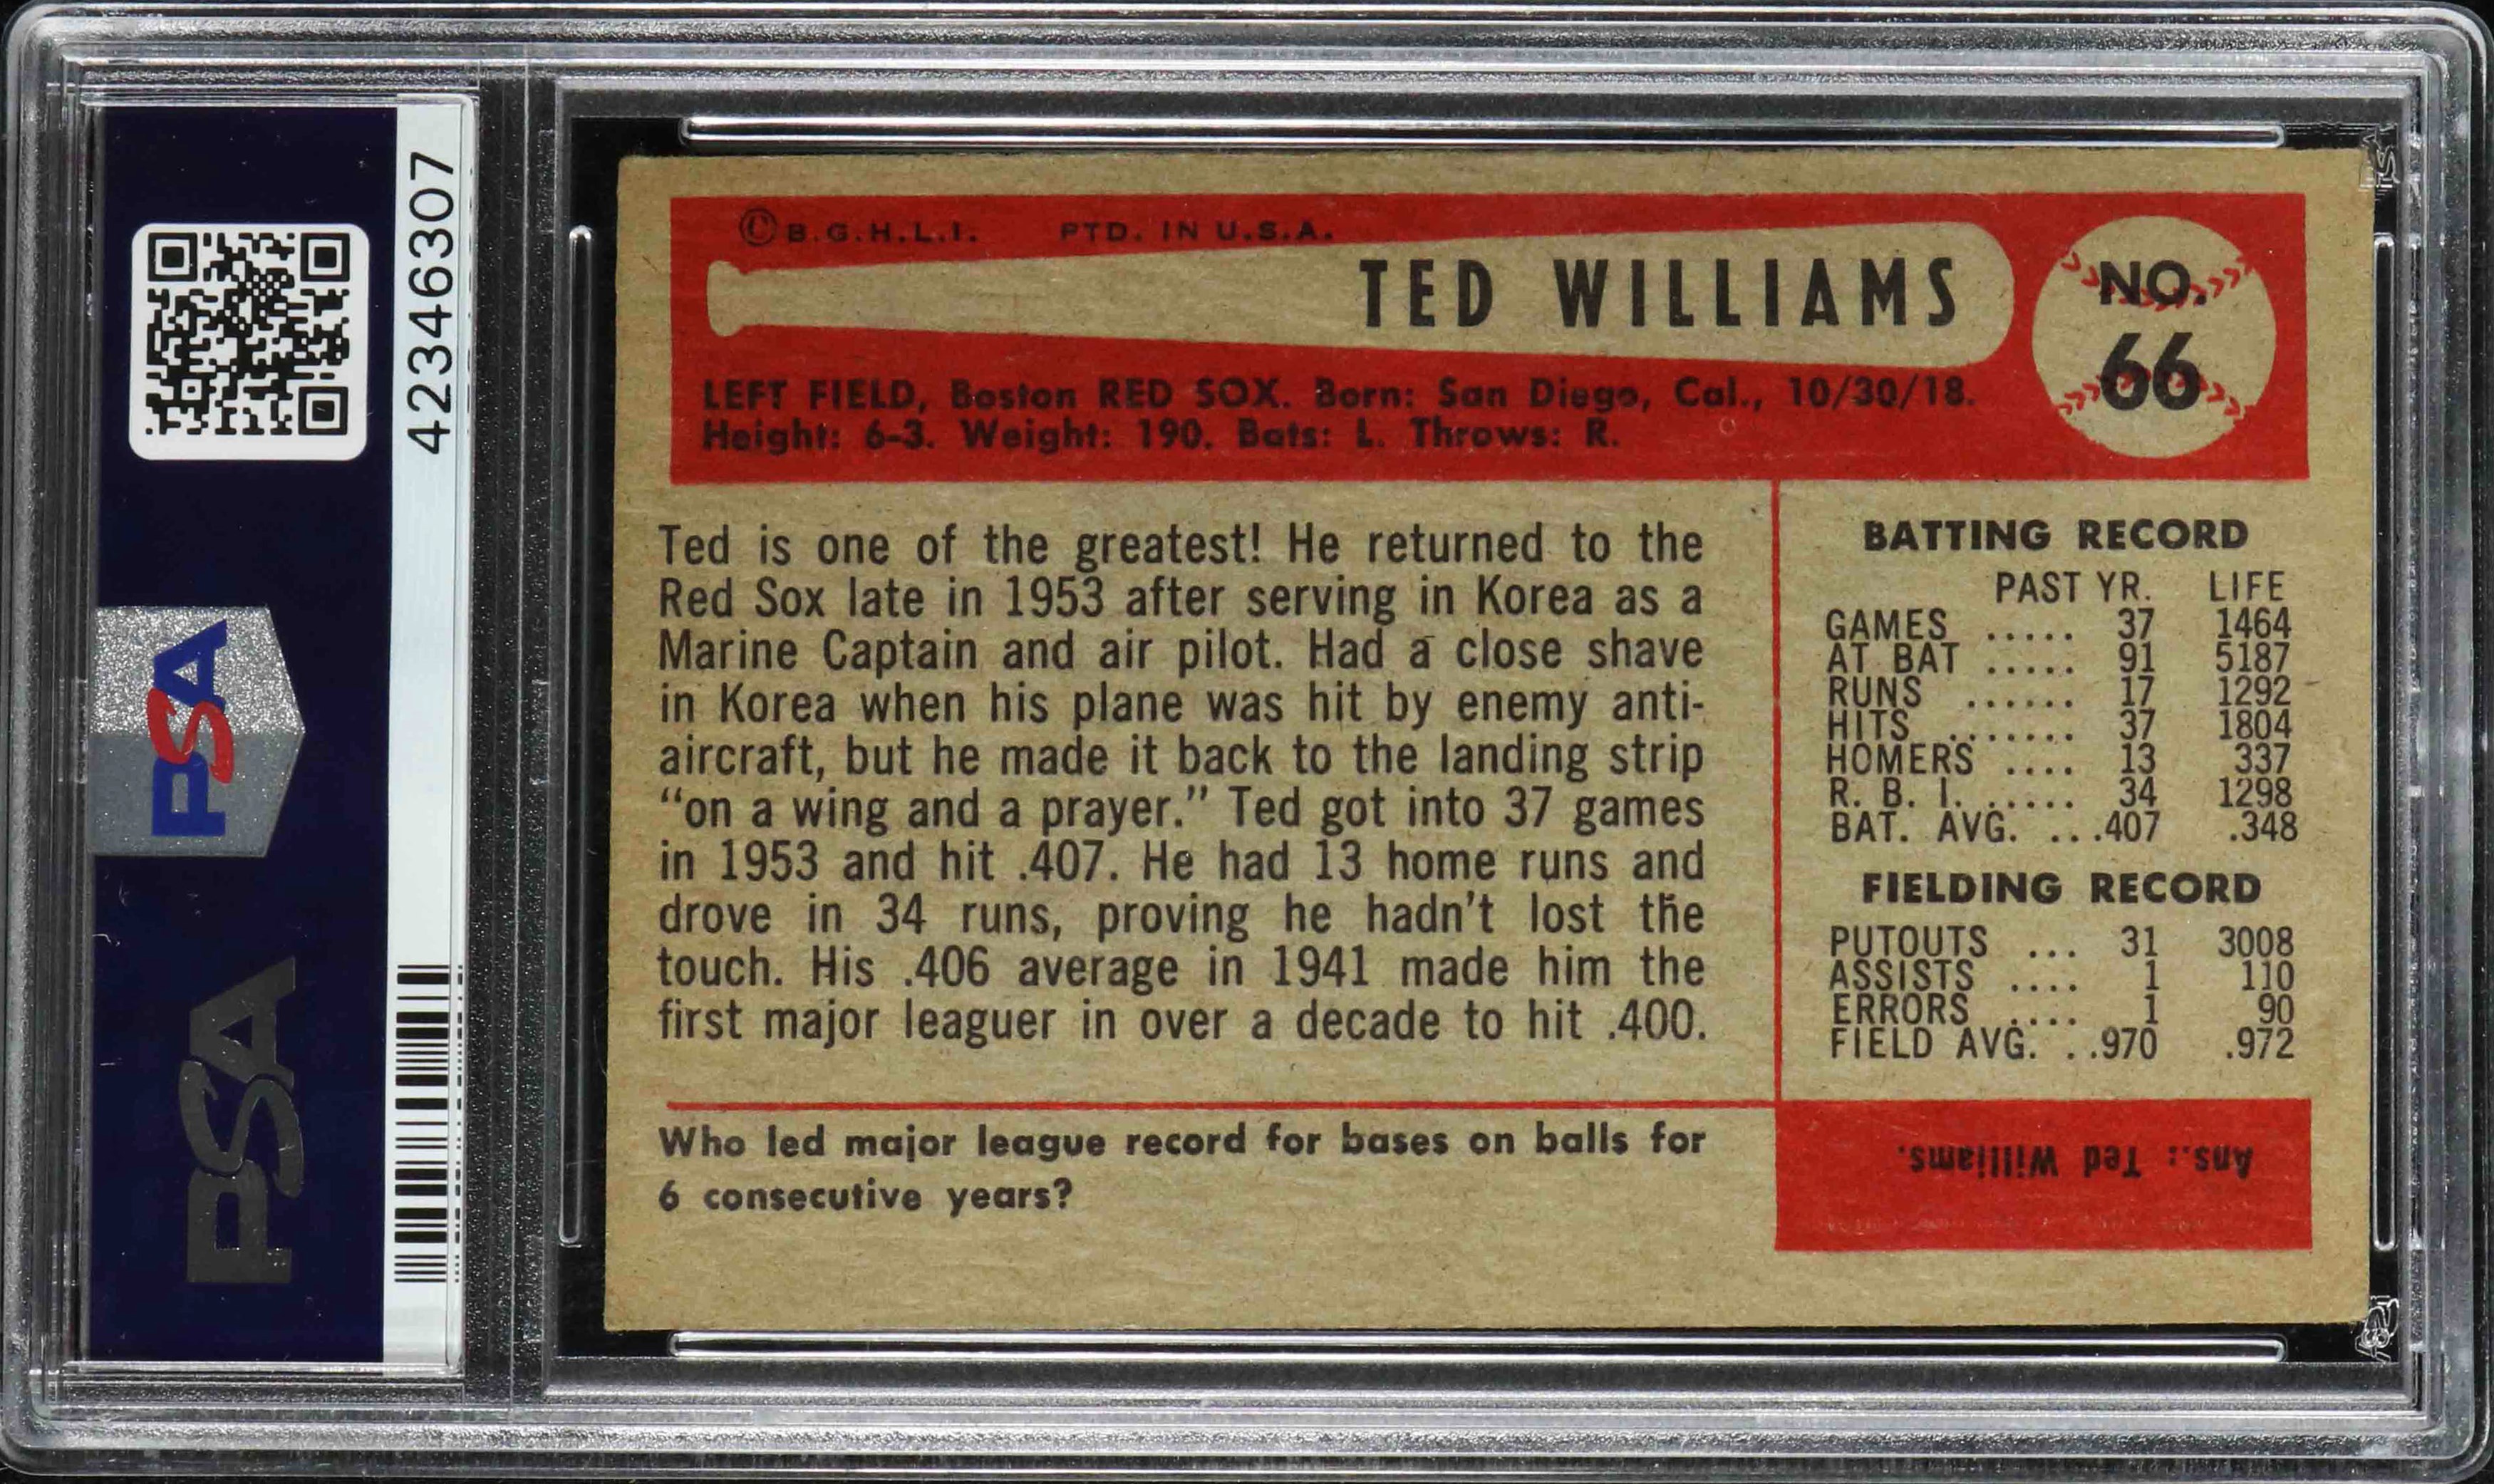 42346307
PSA
PSA
©B.G.H.L.I. PTD. IN U.S.A.
TED WILLIAMS
NO.
66
LEFT FIELD, Boston RED SOX. Born: San Diego, Cal., 10/30/18.
Height: 6-3. Weight: 190. Bats: L. Throws: R.
Ted is one of the greatest! He returned to the
Red Sox late in 1953 after serving in Korea as a
Marine Captain and air pilot. Had a close shave
in Korea when his plane was hit by enemy anti-
aircraft, but he made it back to the landing strip
“on a wing and a prayer.” Ted got into 37 games
in 1953 and hit .407. He had 13 home runs and
drove in 34 runs, proving he hadn't lost the
touch. His .406 average in 1941 made him the
first major leaguer in over a decade to hit .400.
BATTING RECORD
PAST YR. LIFE
GAMES ..... 37 1464
AT BAT ..... 91 5187
RUNS ...... 17 1292
HITS ........ 37 1804
HOMERS .... 13 337
R. B. I. ...... 34 1298
BAT. AVG. ...407 .348
FIELDING RECORD
PUTOUTS ... 31 3008
ASSISTS .... 1 110
ERRORS .... 1 90
FIELD AVG. ..970 .972
Who led major league record for bases on balls for
6 consecutive years?
Ans.: Ted Williams.